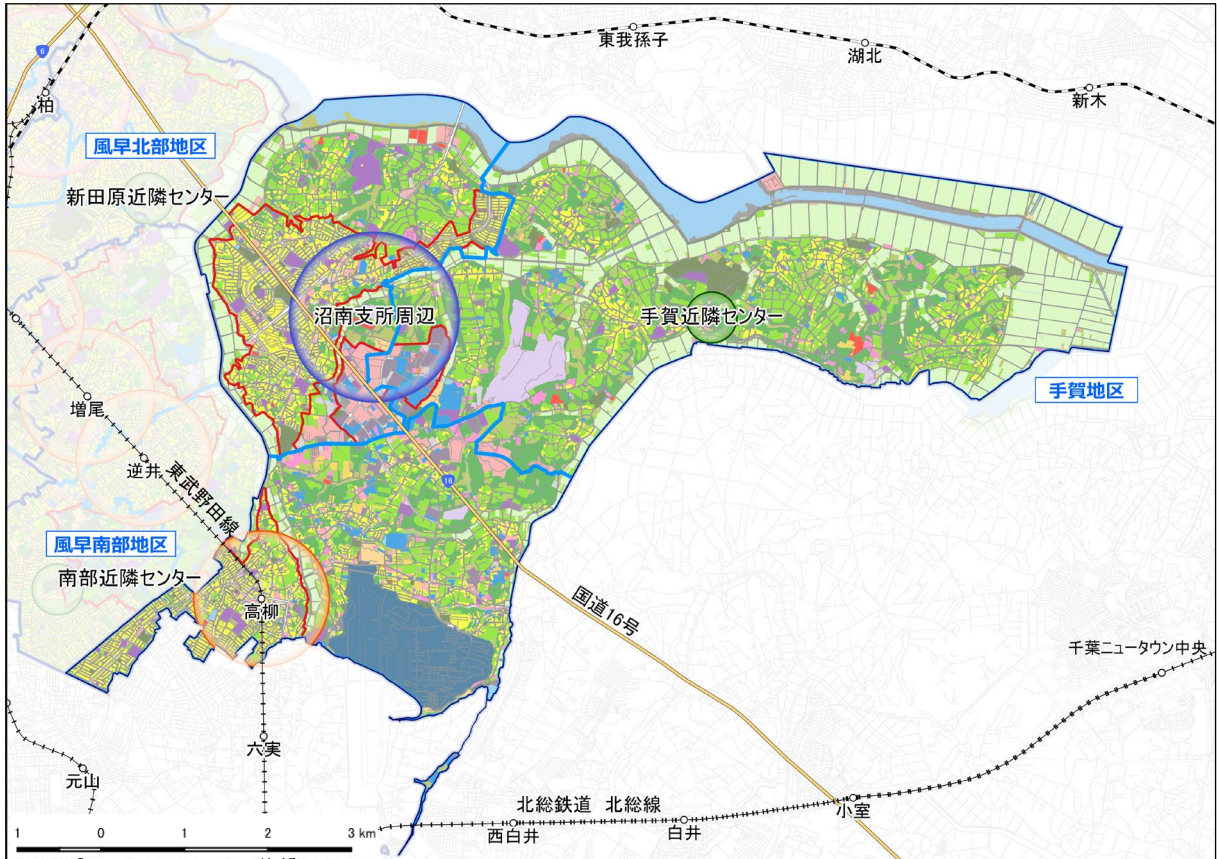 東我孫子
湖北
新木
6
柏
風早北部地区
新田原近隣センター
沼南支所周辺
手賀近隣センター
手賀地区
増尾
逆井
東武野田線
16
風早南部地区
南部近隣センター
高柳
国道16号
千葉ニュータウン中央
六実
元山
小室
北総鉄道 北総線
西白井
白井
1 0 1 2 3 km